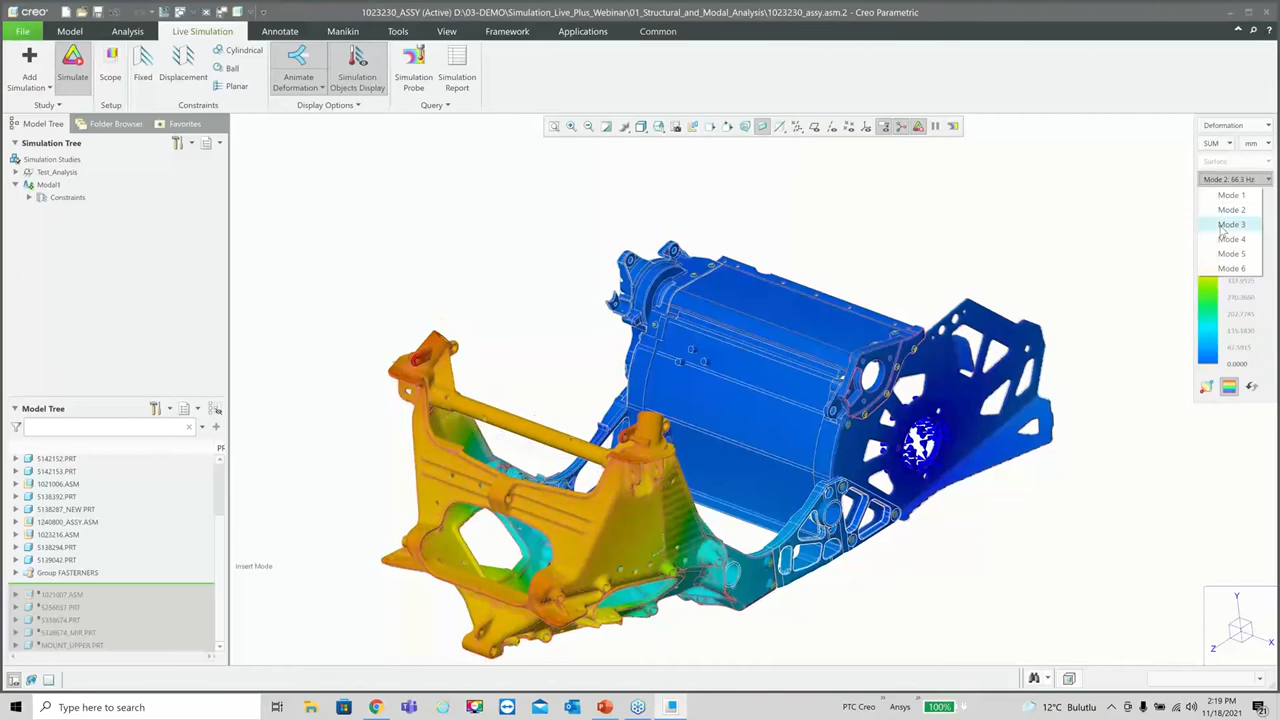 creo
1023230_ASSY (Active) D:\03-DEMO\Simulation_Live_Plus_Webinar\01_Structural_and_Modal_Analysis\1023230_assy.asm.2 - Creo Parametric
File Model Analysis Live Simulation Annotate Manikin Tools View Framework Applications Common
Add Simulation
Simulate
Scope
Fixed
Displacement
Cylindrical
Ball
Planar
Animate Deformation
Simulation Objects Display
Simulation Probe
Simulation Report
Study Setup Constraints Display Options Query
Model Tree Folder Browser Favorites
Simulation Tree
Simulation Studies
Test_Analysis
Modal1
Constraints
Model Tree
5142152.PRT
5142153.PRT
1021006.ASM
5138392.PRT
5138287_NEW.PRT
1240800_ASSY.ASM
1023216.ASM
5138294.PRT
5139042.PRT
Group FASTERNERS
1021007.ASM
5338674.PRT
5338674_MIR.PRT
MOUNT_UPPER.PRT
Insert Mode
Deformation
SUM mm
Surface
Mode 2: 66.3 Hz
Mode 1
Mode 2
Mode 3
Mode 4
Mode 5
Mode 6
202.7745
0.0000
Y
Z X
Type here to search
PTC Creo
Ansys
100%
12°C Bulutlu
2:19 PM
11/18/2021
21